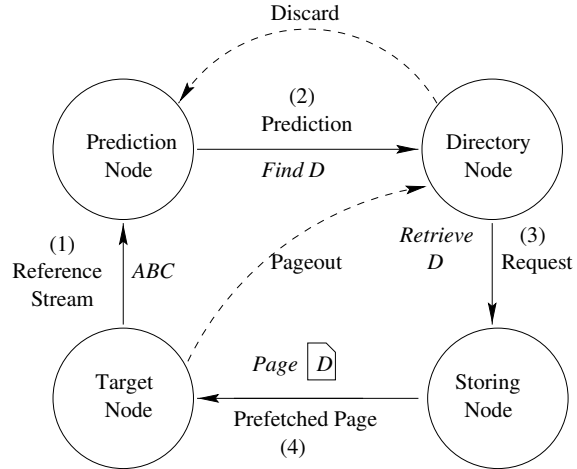 Discard
(2)
Prediction
Find D
Prediction
Node
Directory
Node
(1)
Reference
Stream
ABC
Pageout
Retrieve
D
(3)
Request
Target
Node
Page D
Prefetched Page
(4)
Storing
Node